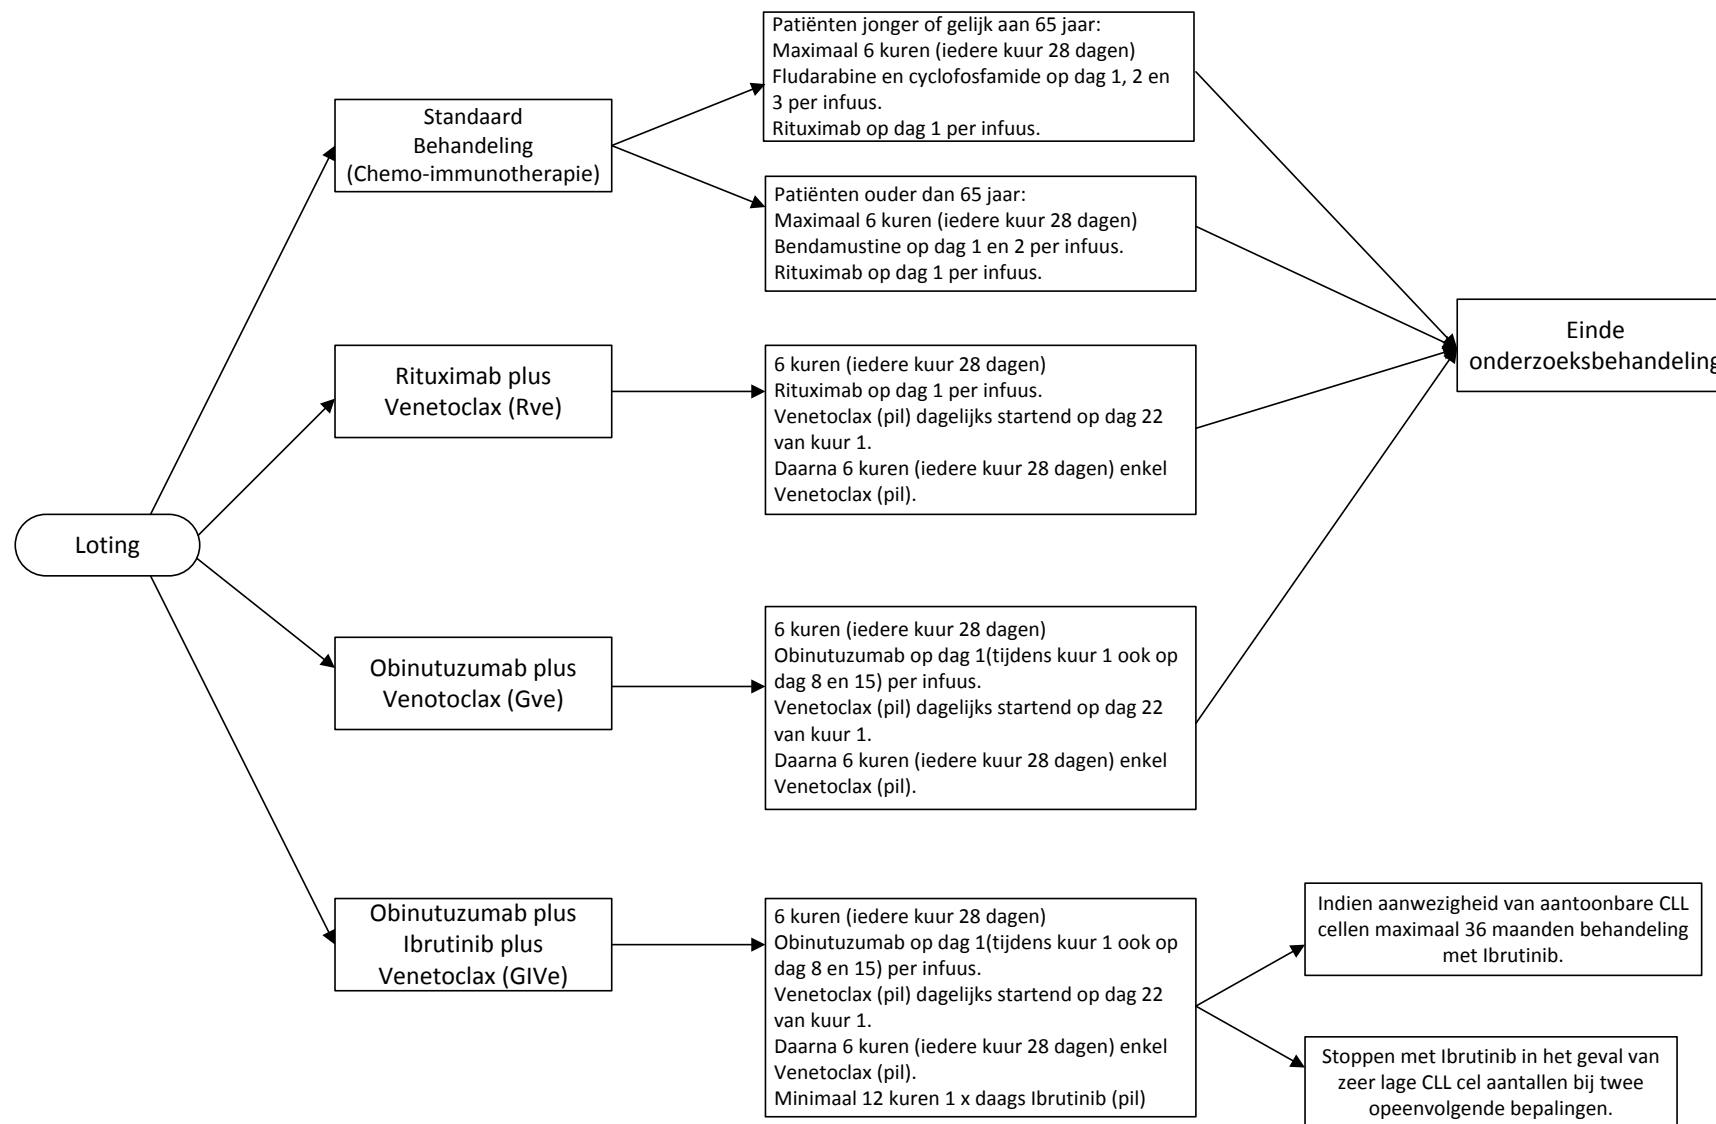 Loting
Standaard
Behandeling
(Chemo-immunotherapie)
Patiënten jonger of gelijk aan 65 jaar:
Maximaal 6 kuren (iedere kuur 28 dagen)
Fludarabine en cyclofosfamide op dag 1, 2 en
3 per infuus.
Rituximab op dag 1 per infuus.
Patiënten ouder dan 65 jaar:
Maximaal 6 kuren (iedere kuur 28 dagen)
Bendamustine op dag 1 en 2 per infuus.
Rituximab op dag 1 per infuus.
Rituximab plus
Venetoclax (Rve)
6 kuren (iedere kuur 28 dagen)
Rituximab op dag 1 per infuus.
Venetoclax (pil) dagelijks startend op dag 22
van kuur 1.
Daarna 6 kuren (iedere kuur 28 dagen) enkel
Venetoclax (pil).
Obinutuzumab plus
Venotoclax (Gve)
6 kuren (iedere kuur 28 dagen)
Obinutuzumab op dag 1(tijdens kuur 1 ook op
dag 8 en 15) per infuus.
Venetoclax (pil) dagelijks startend op dag 22
van kuur 1.
Daarna 6 kuren (iedere kuur 28 dagen) enkel
Venetoclax (pil).
Einde
onderzoeksbehandeling
Obinutuzumab plus
Ibrutinib plus
Venetoclax (GIVe)
6 kuren (iedere kuur 28 dagen)
Obinutuzumab op dag 1(tijdens kuur 1 ook op
dag 8 en 15) per infuus.
Venetoclax (pil) dagelijks startend op dag 22
van kuur 1.
Daarna 6 kuren (iedere kuur 28 dagen) enkel
Venetoclax (pil).
Minimaal 12 kuren 1 x daags Ibrutinib (pil)
Indien aanwezigheid van aantoonbare CLL
cellen maximaal 36 maanden behandeling
met Ibrutinib.
Stoppen met Ibrutinib in het geval van
zeer lage CLL cel aantallen bij twee
opeenvolgende bepalingen.